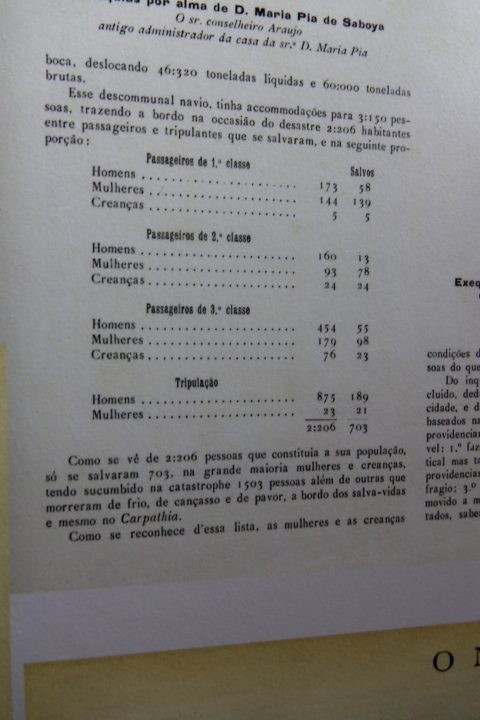 por alma de D. Maria Pia de Saboya
O sr. conselheiro Araujo
antigo administrador da casa da sr.ª D. Maria Pia
boca, deslocando 46:320 toneladas liquidas e 60:000 toneladas
brutas.
Esse descommunal navio, tinha accommodações para 3:150 pes-
soas, trazendo a bordo na occasião do desastre 2:206 habitantes
entre passageiros e tripulantes que se salvaram, e na seguinte pro-
porção:
Passageiros de 1.ª classe
Salvos
Homens . . . . . . . . . . . . . . . . . . . . . 173 58
Mulheres . . . . . . . . . . . . . . . . . . . . 144 139
Creanças . . . . . . . . . . . . . . . . . . . . 5 5
Passageiros de 2.ª classe
Homens . . . . . . . . . . . . . . . . . . . . . 160 13
Mulheres . . . . . . . . . . . . . . . . . . . . 93 78
Creanças . . . . . . . . . . . . . . . . . . . . 24 24
Passageiros de 3.ª classe
Homens . . . . . . . . . . . . . . . . . . . . . 454 55
Mulheres . . . . . . . . . . . . . . . . . . . . 179 98
Creanças . . . . . . . . . . . . . . . . . . . . 76 23
Tripulação
Homens . . . . . . . . . . . . . . . . . . . . . 875 189
Mulheres . . . . . . . . . . . . . . . . . . . . 23 21
2:206 703
Como se vê de 2:206 pessoas que constituia a sua população,
só se salvaram 703, na grande maioria mulheres e creanças,
tendo sucumbido na catastrophe 1503 pessoas além de outras que
morreram de frio, de cançasso e de pavor, a bordo dos salva-vidas
e mesmo no Carpathia.
Como se reconhece d'essa lista, as mulheres e as creanças
Exeq
condições d
soas do que
Do inq
cluido, ded
cidade, e d
baseados na
providencian
vel: 1.º faz
tical mas ta
providencias
fragio; 3.º
movido a m
tados, sabe
O